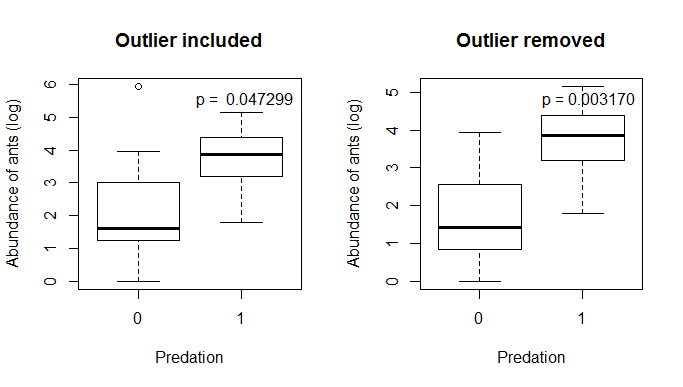 Outlier included
p = 0.047299
Abundance of ants (log)
0
1
2
3
4
5
6
0
1
Predation
Outlier removed
p = 0.003170
Abundance of ants (log)
0
1
2
3
4
5
0
1
Predation